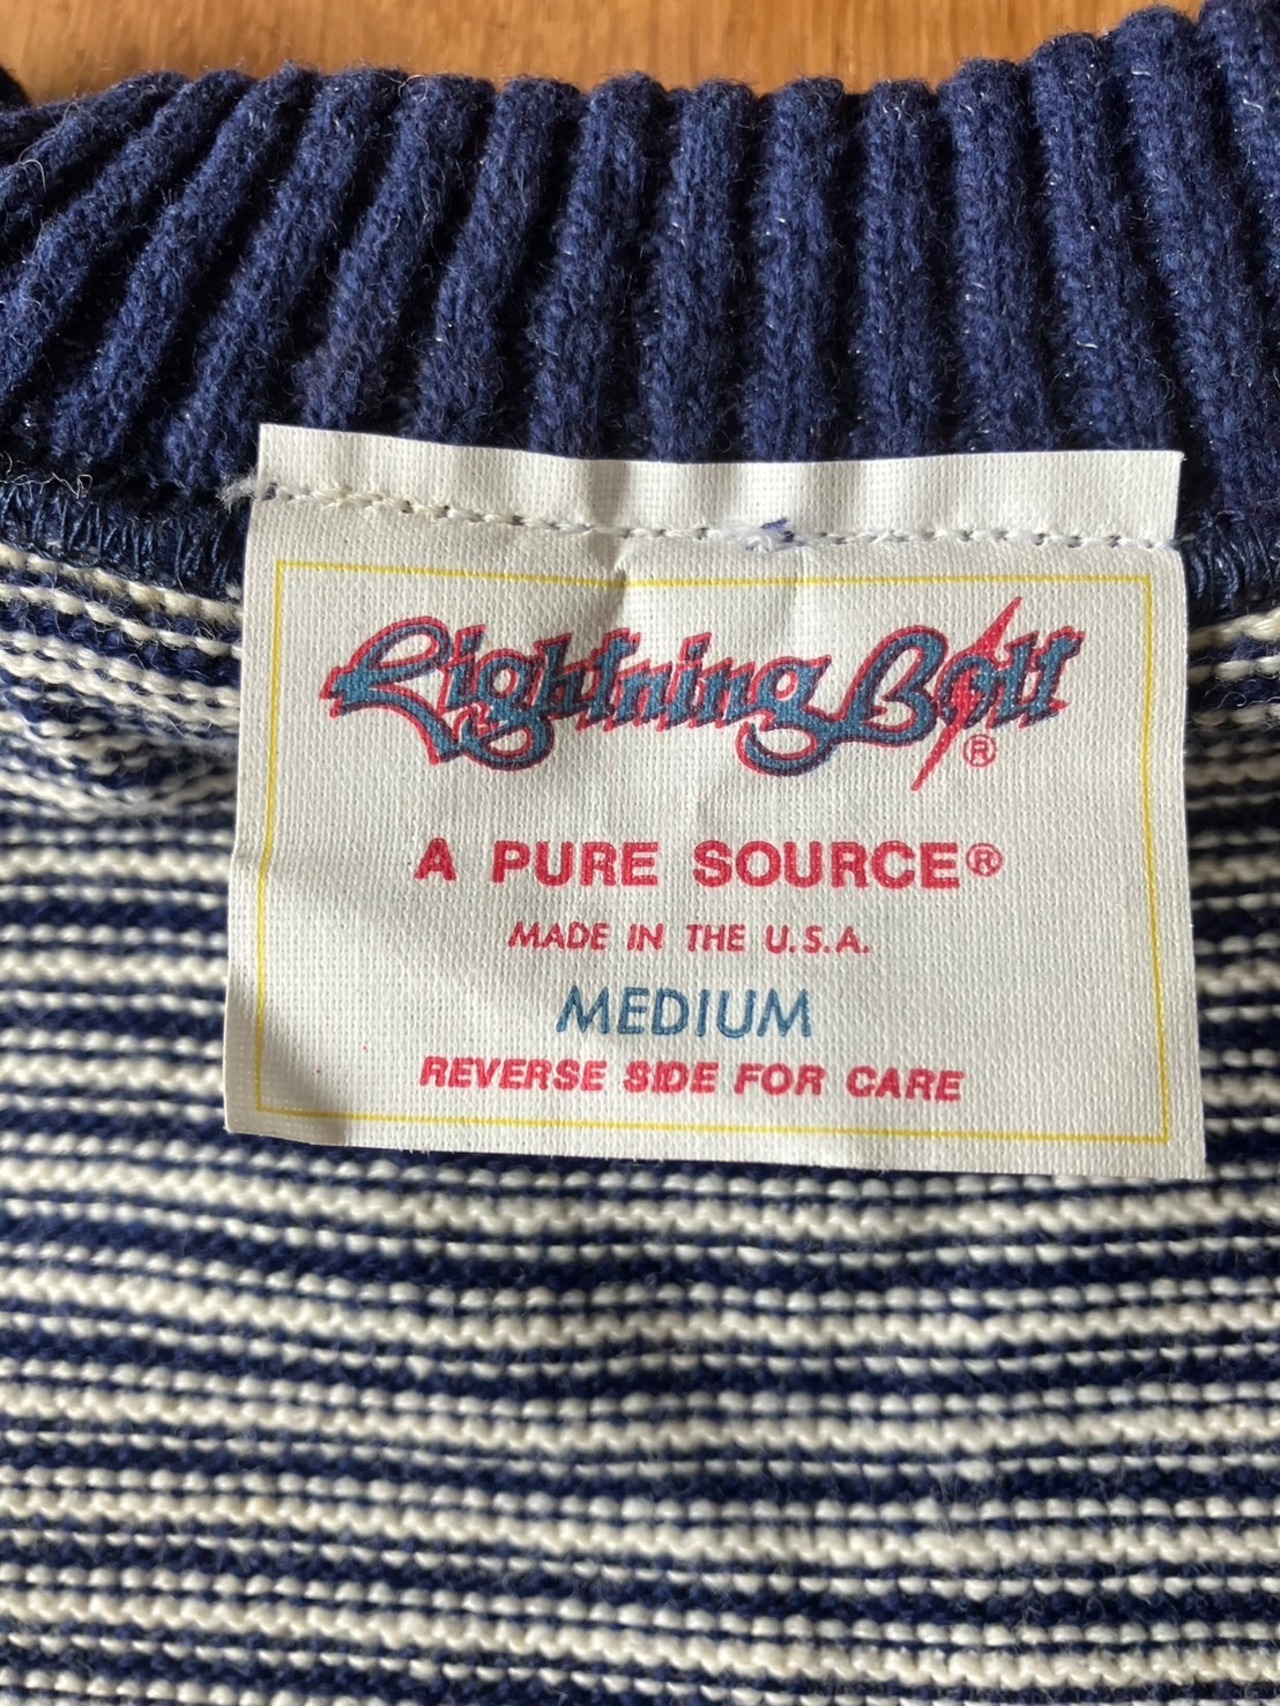 Lightning Bolt®
A PURE SOURCE®
MADE IN THE U.S.A.
MEDIUM
REVERSE SIDE FOR CARE